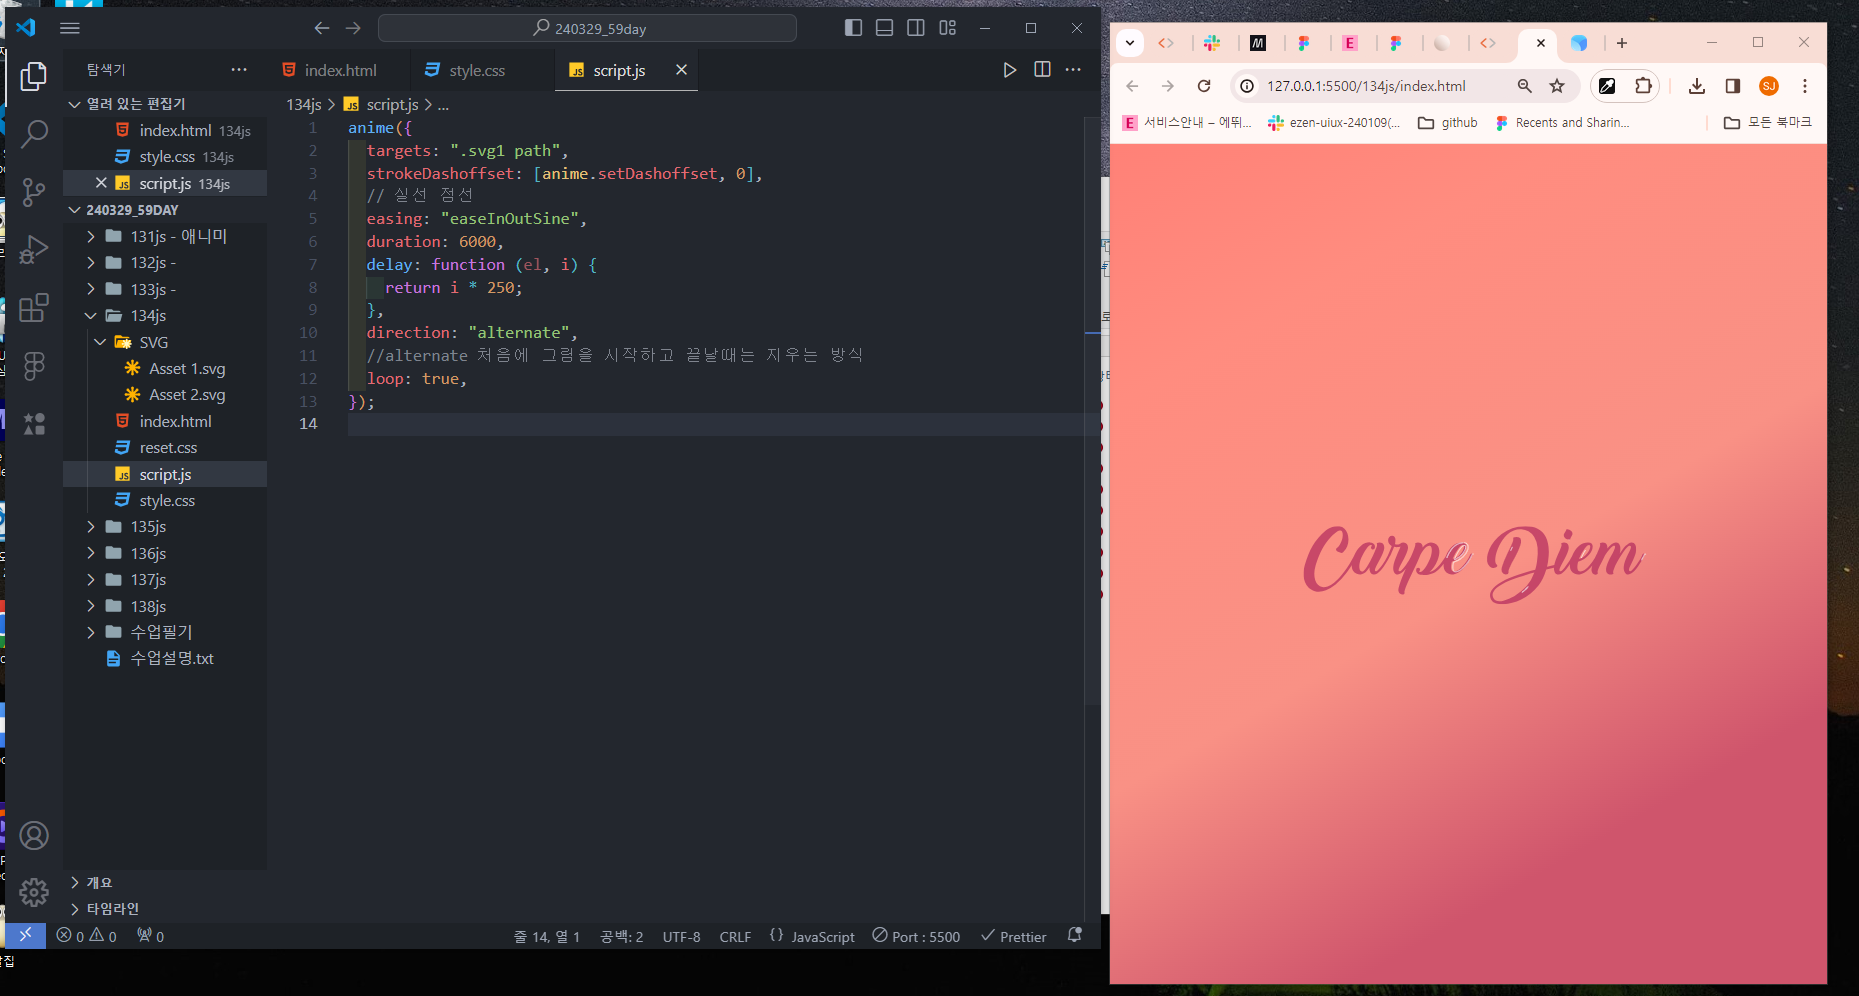 240329_59day
탐색기
index.html
style.css
script.js
열려 있는 편집기
index.html 134js
style.css 134js
script.js 134js
240329_59DAY
131js - 애니미
132js -
133js -
134js
SVG
Asset 1.svg
Asset 2.svg
index.html
reset.css
script.js
style.css
135js
136js
137js
138js
수업필기
수업설명.txt
개요
타임라인
134js > script.js > ...
1 anime({
2 targets: ".svg1 path",
3 strokeDashoffset: [anime.setDashoffset, 0],
4 // 실선 점선
5 easing: "easeInOutSine",
6 duration: 6000,
7 delay: function (el, i) {
8 return i * 250;
9 },
10 direction: "alternate",
11 //alternate 처음에 그림을 시작하고 끝날때는 지우는 방식
12 loop: true,
13 });
14
0 0 0
줄 14, 열 1
공백: 2
UTF-8
CRLF
{} JavaScript
Port : 5500
Prettier
127.0.0.1:5500/134js/index.html
SJ
E 서비스안내 – 에뛰...
ezen-uiux-240109(...
github
Recents and Sharin...
모든 북마크
Carpe Diem